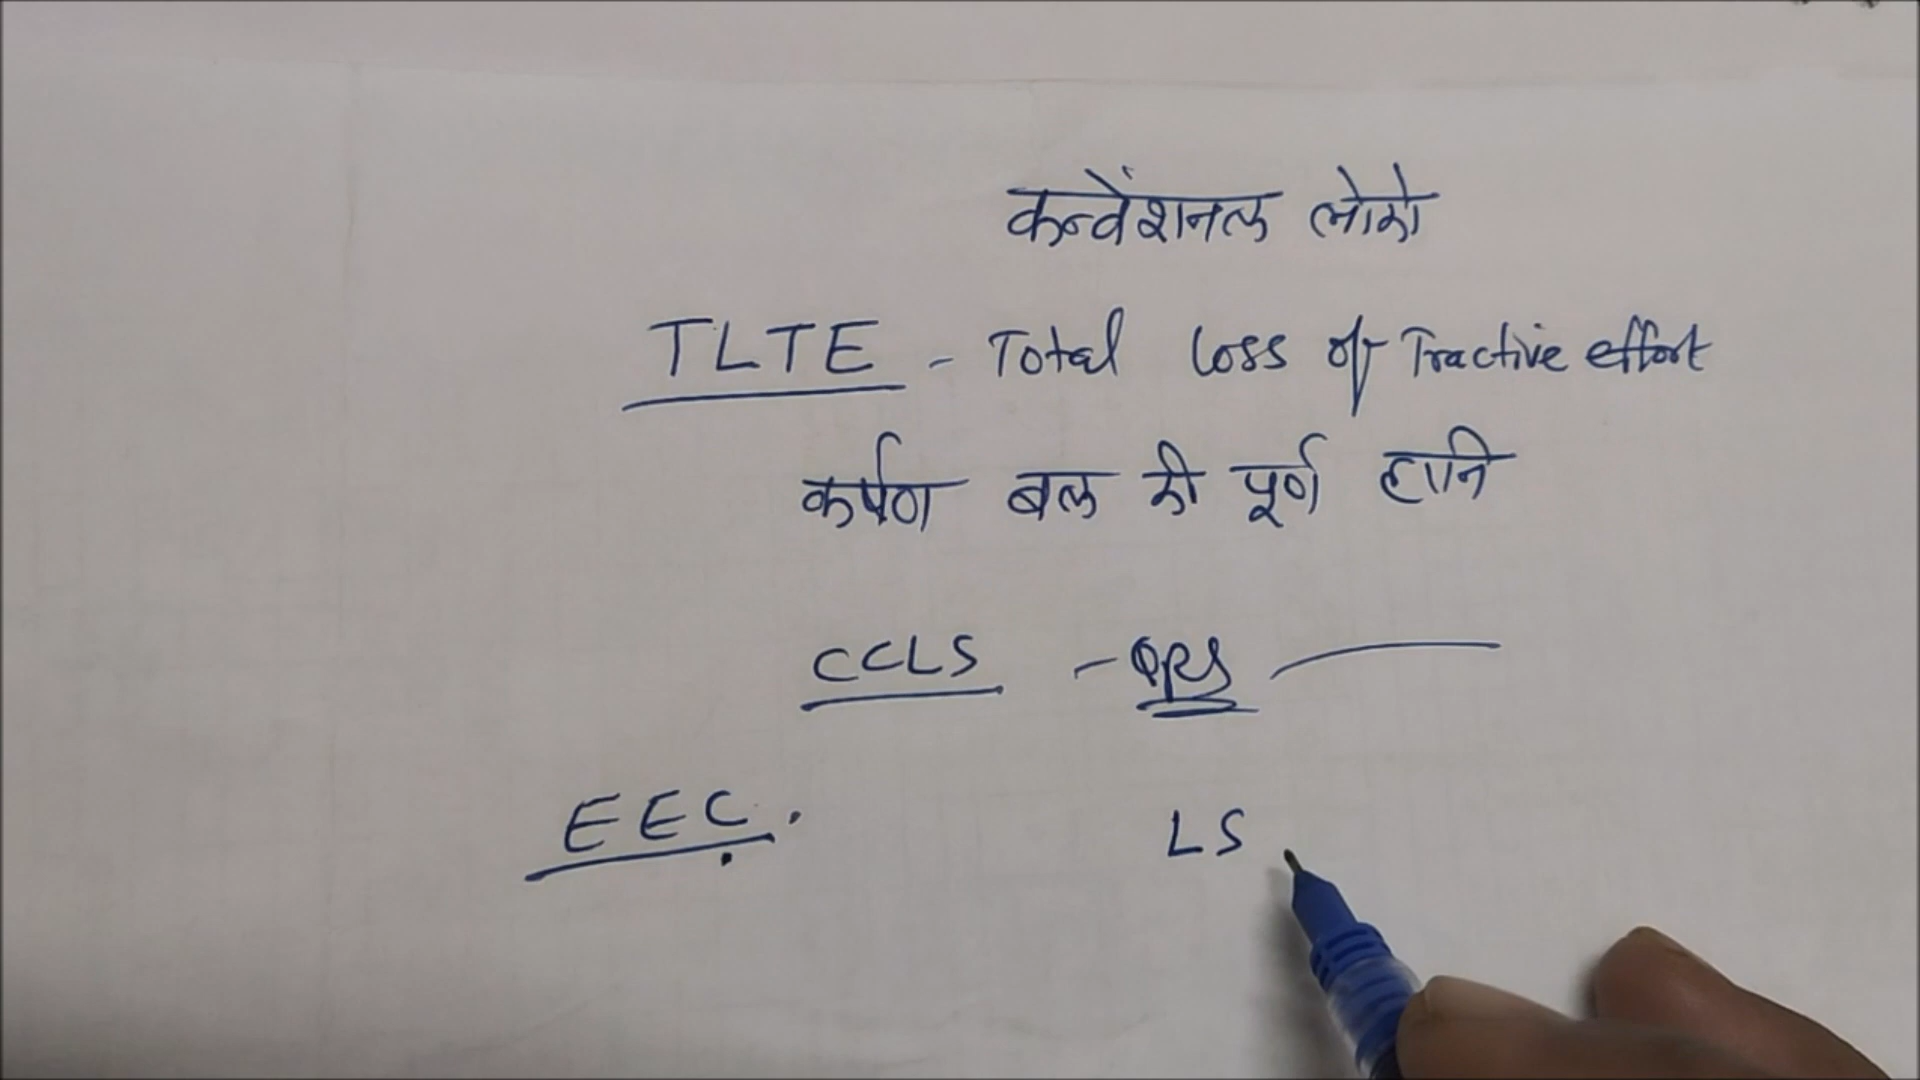 कन्वेंशनल लोको
TLTE - Total Loss of Tractive effort
कर्षण बल की पूर्ण हानि
CCLS -
EEC.
LS